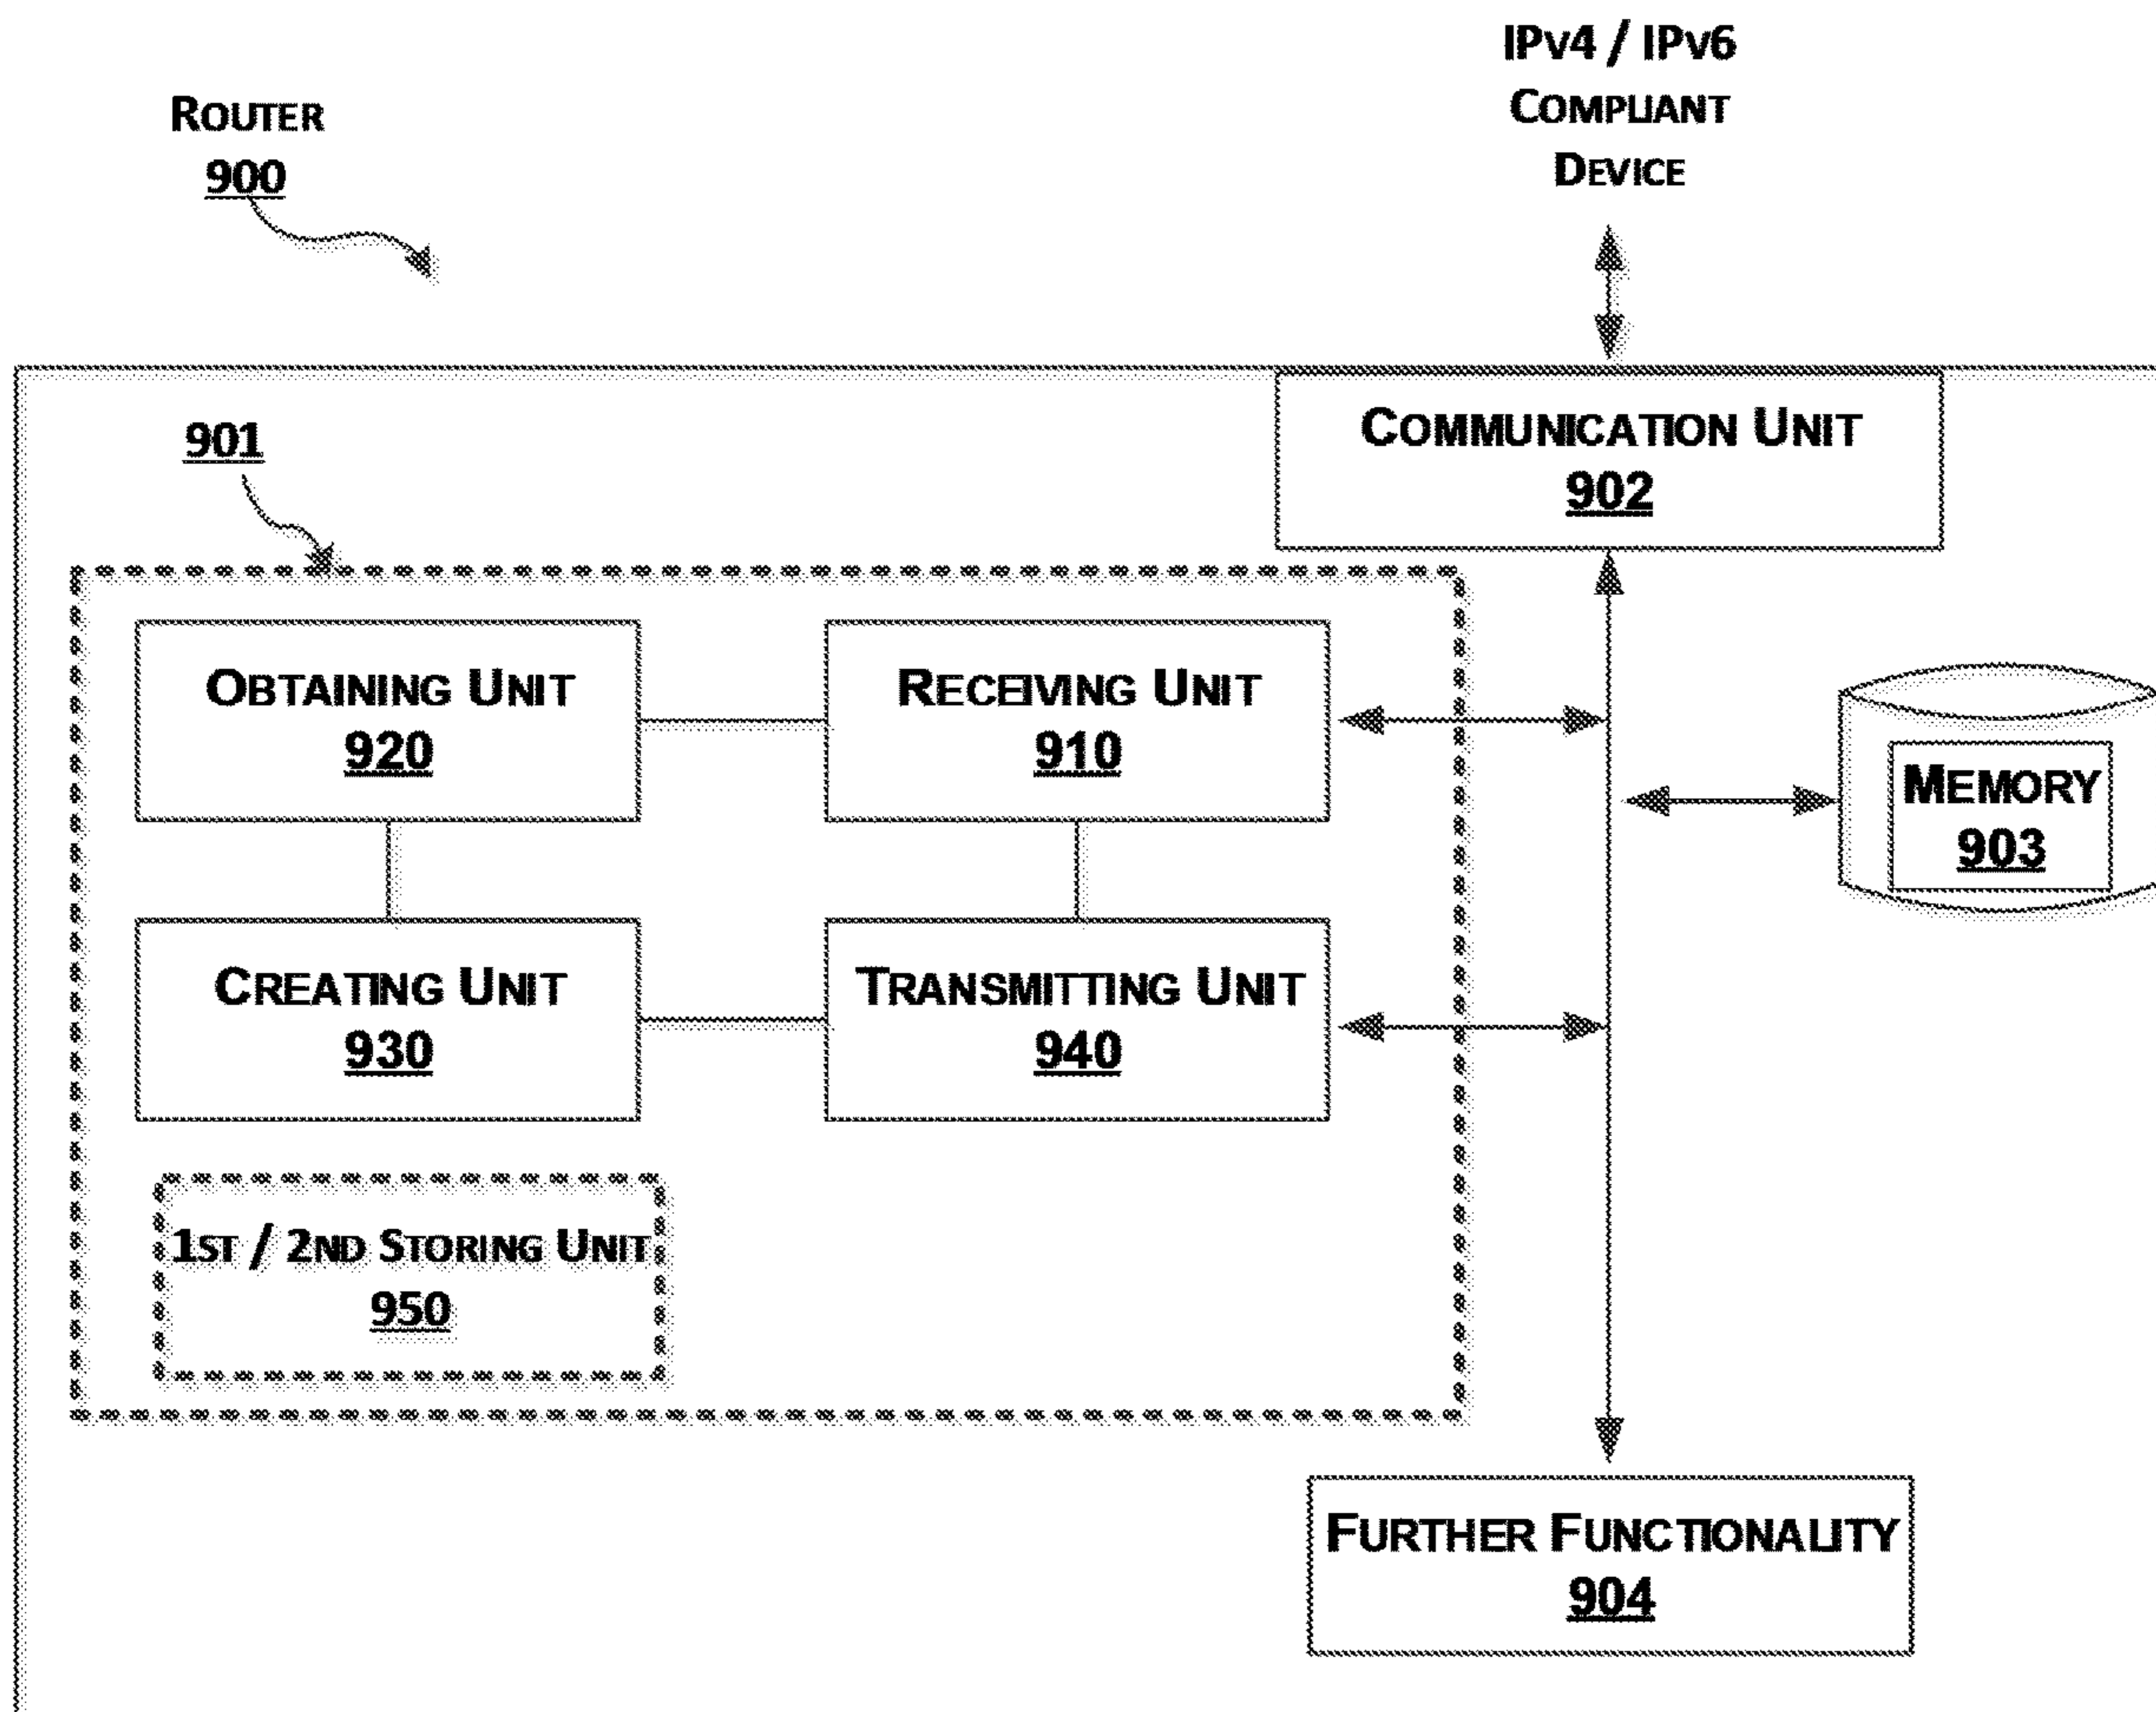 IPv4 / IPv6
Compliant
Device
Router
900
Communication Unit
902
901
Obtaining Unit
920
Receiving Unit
910
Memory
903
Creating Unit
930
Transmitting Unit
940
1st / 2nd Storing Unit
950
Further Functionality
904